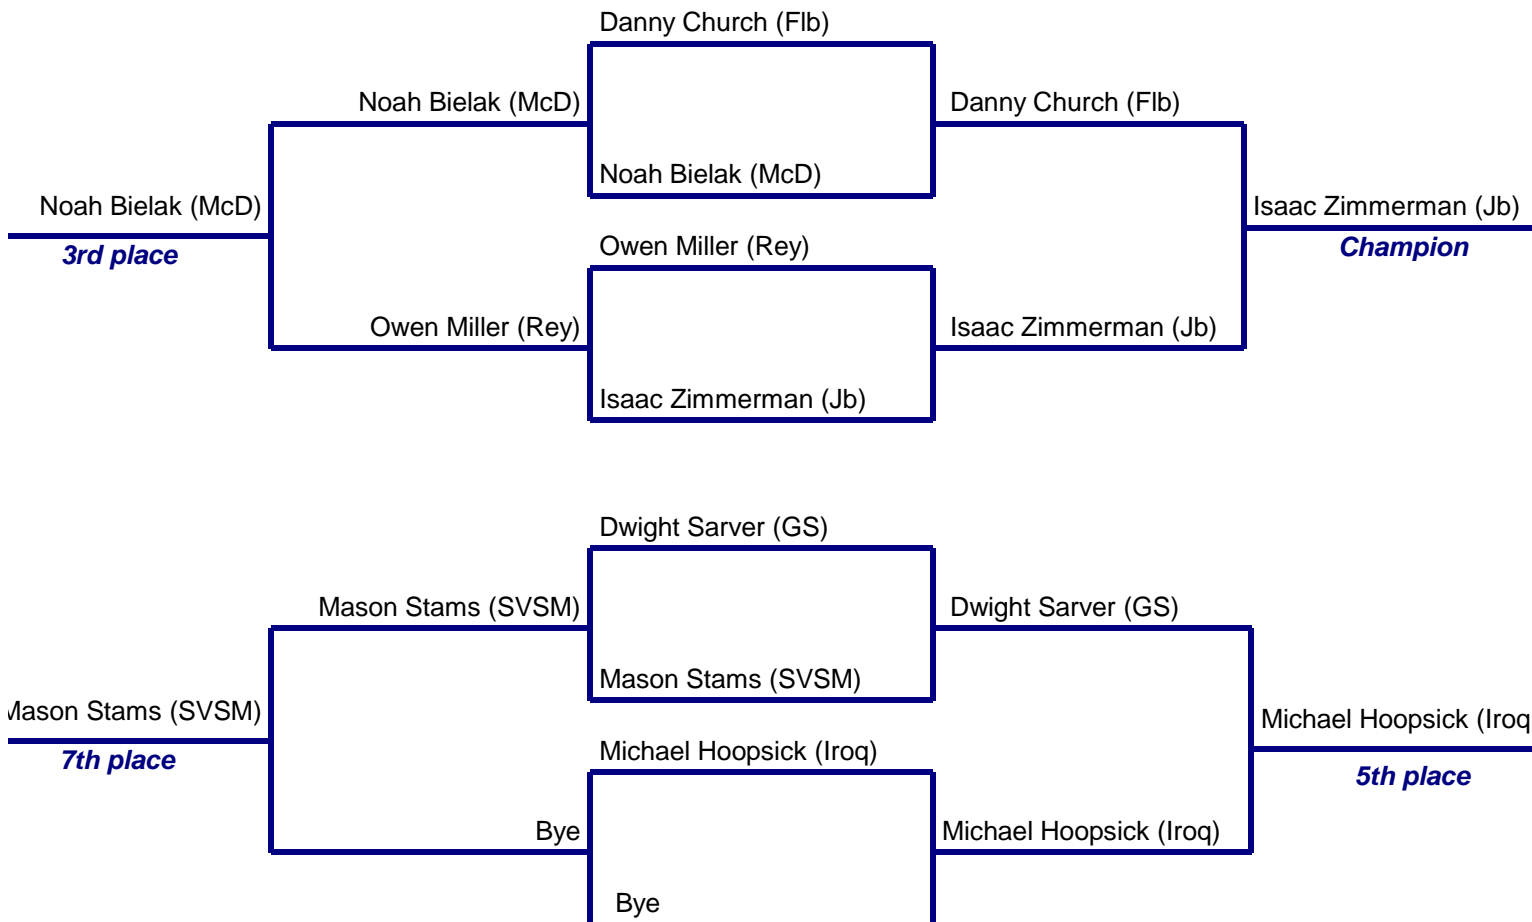 Danny Church (Flb)
Noah Bielak (McD)
Danny Church (Flb)
Noah Bielak (McD)
Noah Bielak (McD)
Isaac Zimmerman (Jb)
3rd place
Owen Miller (Rey)
Champion
Owen Miller (Rey)
Isaac Zimmerman (Jb)
Isaac Zimmerman (Jb)
Dwight Sarver (GS)
Mason Stams (SVSM)
Dwight Sarver (GS)
Mason Stams (SVSM)
Mason Stams (SVSM)
Michael Hoopsick (Iroq
7th place
Michael Hoopsick (Iroq)
5th place
Bye
Michael Hoopsick (Iroq)
Bye